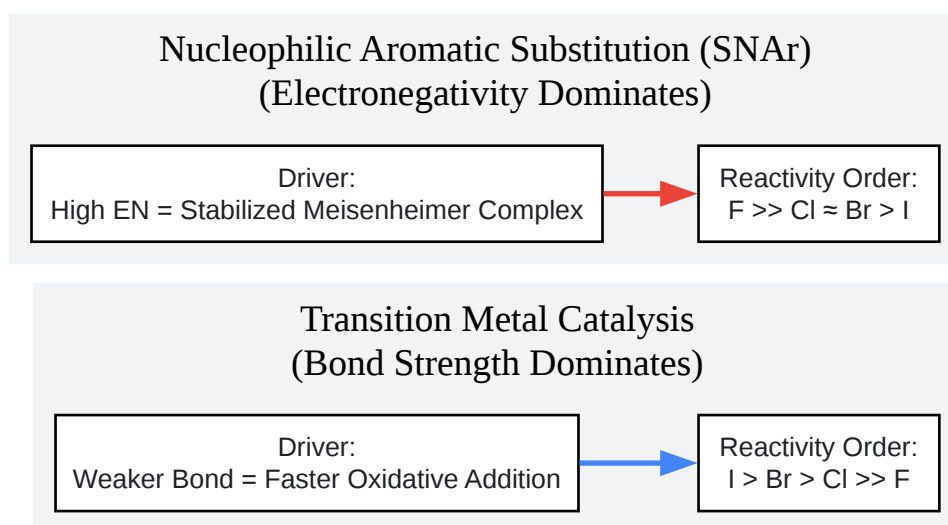 Nucleophilic Aromatic Substitution (SNAr)
(Electronegativity Dominates)
Driver:
High EN = Stabilized Meisenheimer Complex
Reactivity Order:
F >> Cl ≈ Br > I
Transition Metal Catalysis
(Bond Strength Dominates)
Driver:
Weaker Bond = Faster Oxidative Addition
Reactivity Order:
I > Br > Cl >> F